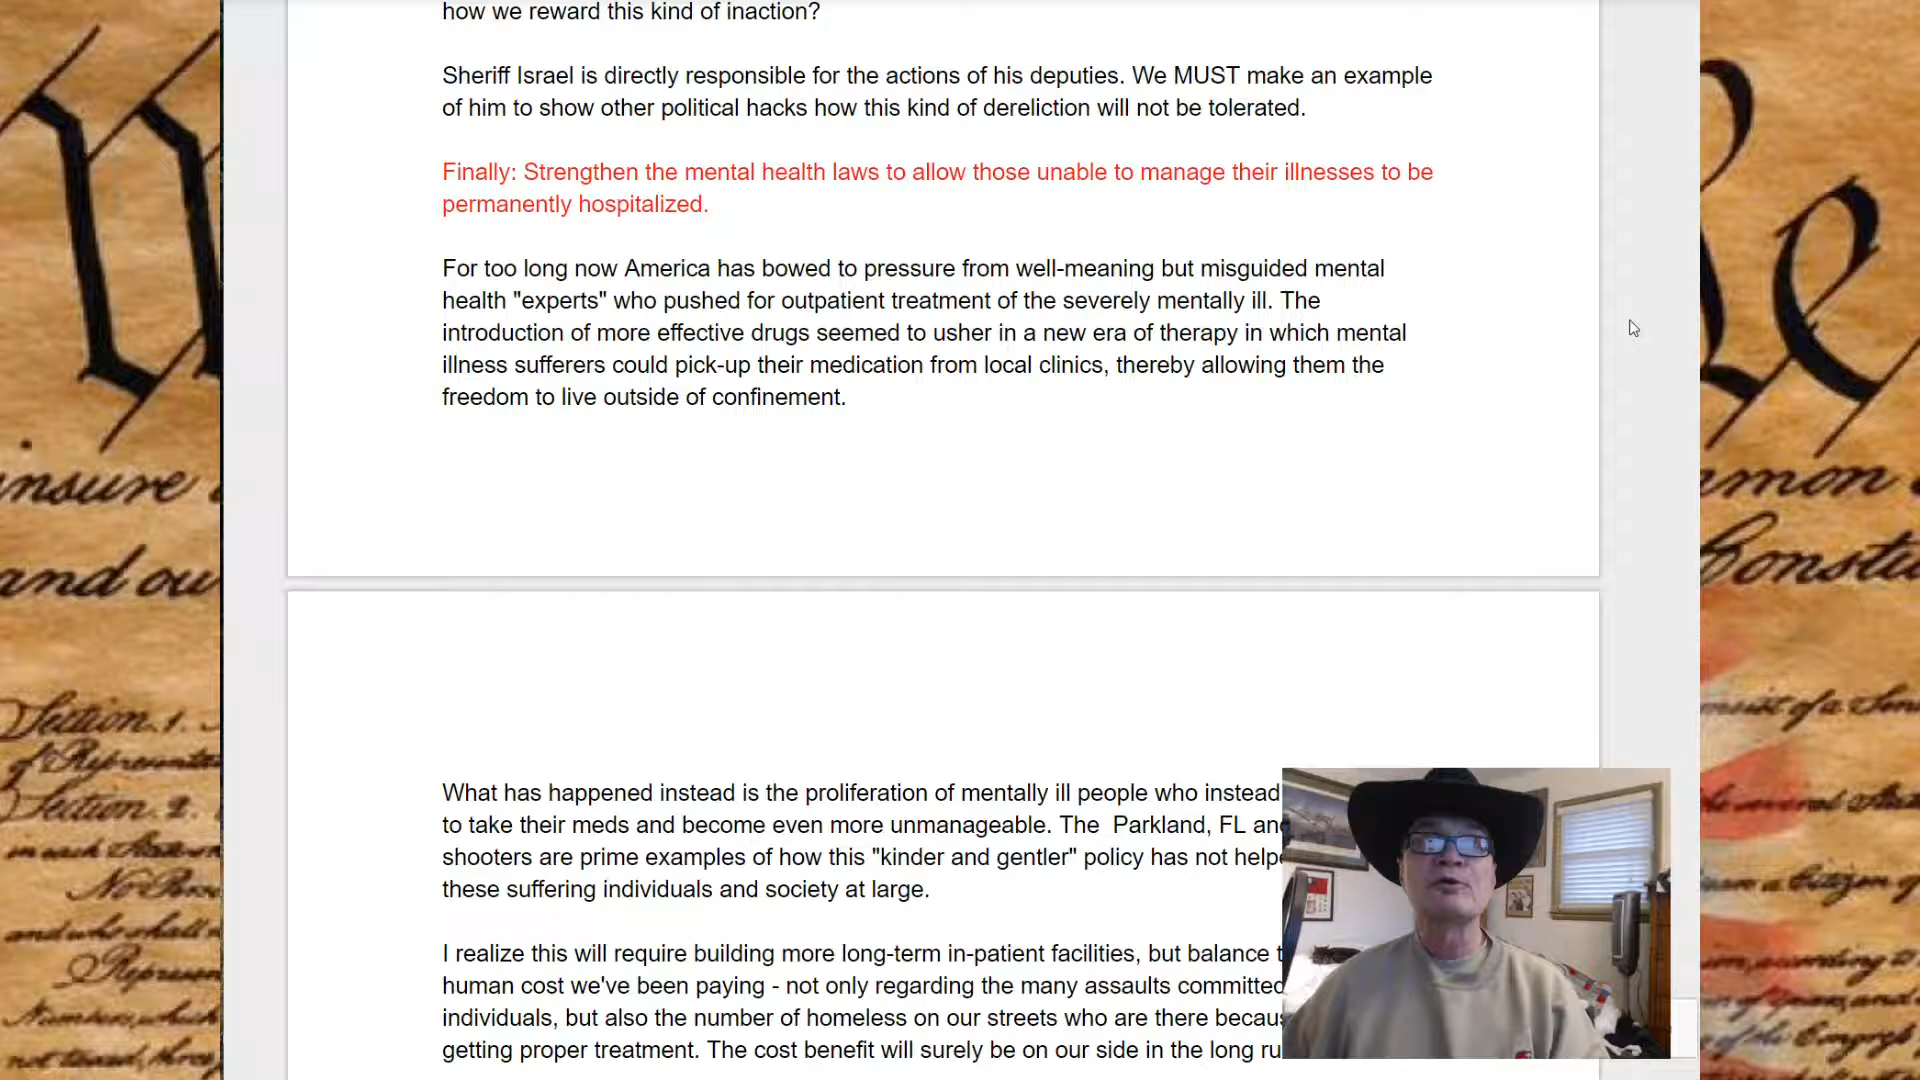 how we reward this kind of inaction?
Sheriff Israel is directly responsible for the actions of his deputies. We MUST make an example
of him to show other political hacks how this kind of dereliction will not be tolerated.
Finally: Strengthen the mental health laws to allow those unable to manage their illnesses to be
permanently hospitalized.
For too long now America has bowed to pressure from well-meaning but misguided mental
health "experts" who pushed for outpatient treatment of the severely mentally ill. The
introduction of more effective drugs seemed to usher in a new era of therapy in which mental
illness sufferers could pick-up their medication from local clinics, thereby allowing them the
freedom to live outside of confinement.
What has happened instead is the proliferation of mentally ill people who instead
to take their meds and become even more unmanageable. The  Parkland, FL
shooters are prime examples of how this "kinder and gentler" policy has not
these suffering individuals and society at large.
I realize this will require building more long-term in-patient facilities, but balance
human cost we've been paying - not only regarding the many assaults committed
individuals, but also the number of homeless on our streets who are there
getting proper treatment. The cost benefit will surely be on our side in the long
We
insure
and our
Section. 1.
Section. 2.
No